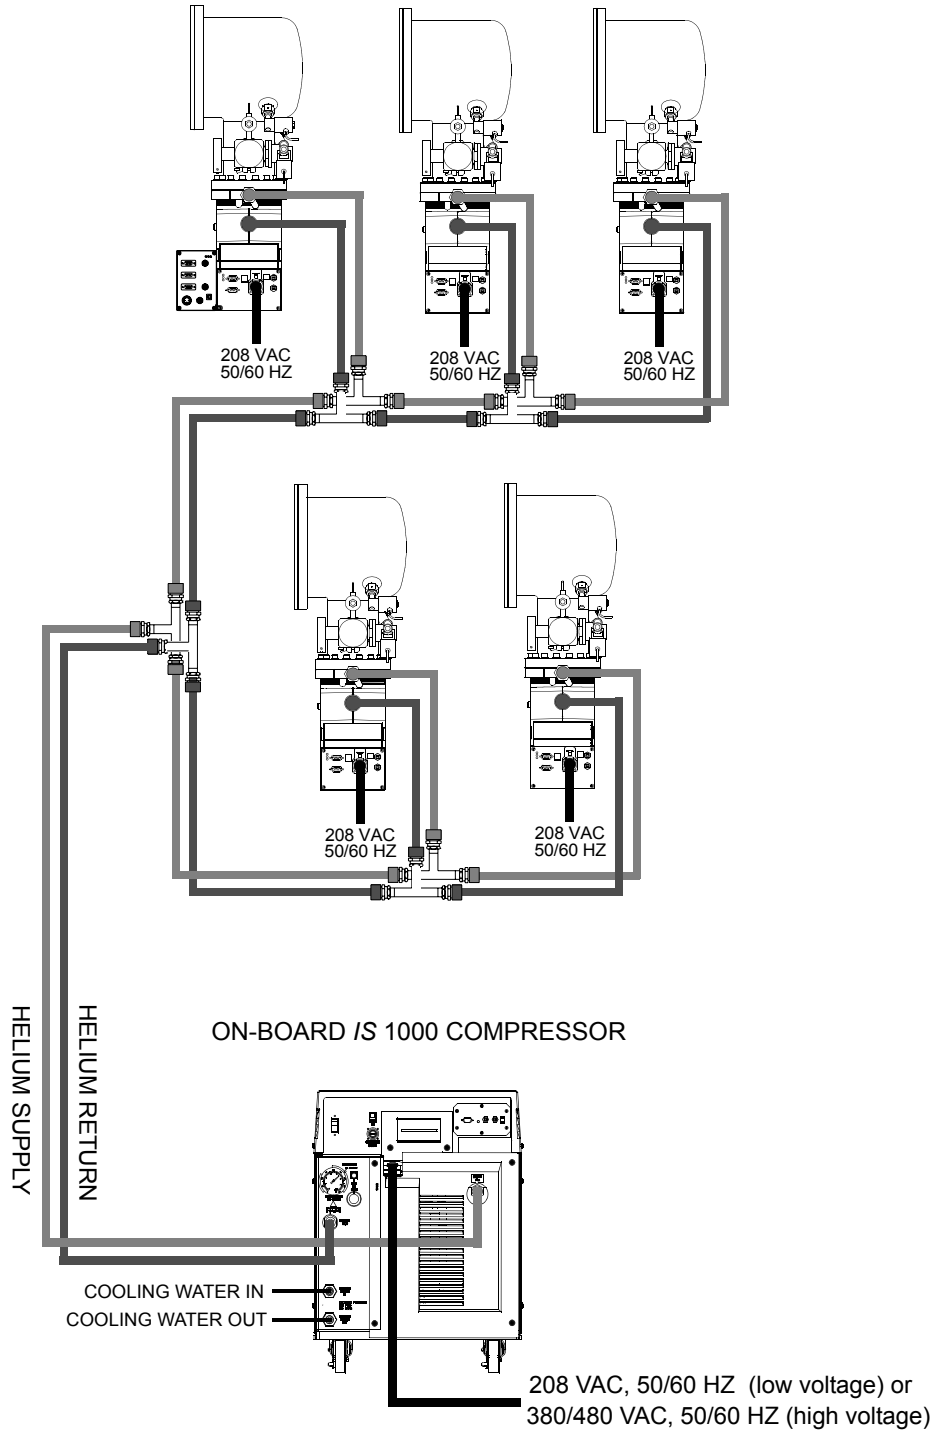 208 VAC
50/60 HZ
208 VAC
50/60 HZ
208 VAC
50/60 HZ
208 VAC
50/60 HZ
208 VAC
50/60 HZ
HELIUM SUPPLY
HELIUM RETURN
ON-BOARD IS 1000 COMPRESSOR
COOLING WATER IN
COOLING WATER OUT
208 VAC, 50/60 HZ (low voltage) or
380/480 VAC, 50/60 HZ (high voltage)